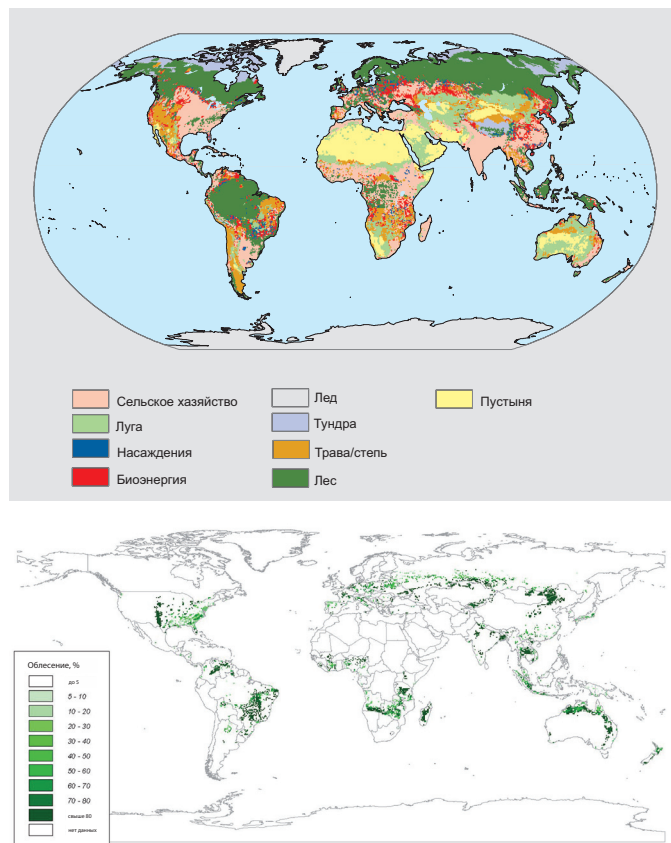 Сельское хазяйство
Луга
Насаждения
Биоэнергия
Лед
Тундра
Трава/степь
Лес
Пустыня
Облесение, %
до 5
5 - 10
10 - 20
20 - 30
30 - 40
40 - 50
50 - 60
60 - 70
70 - 80
свыше 80
нет данных